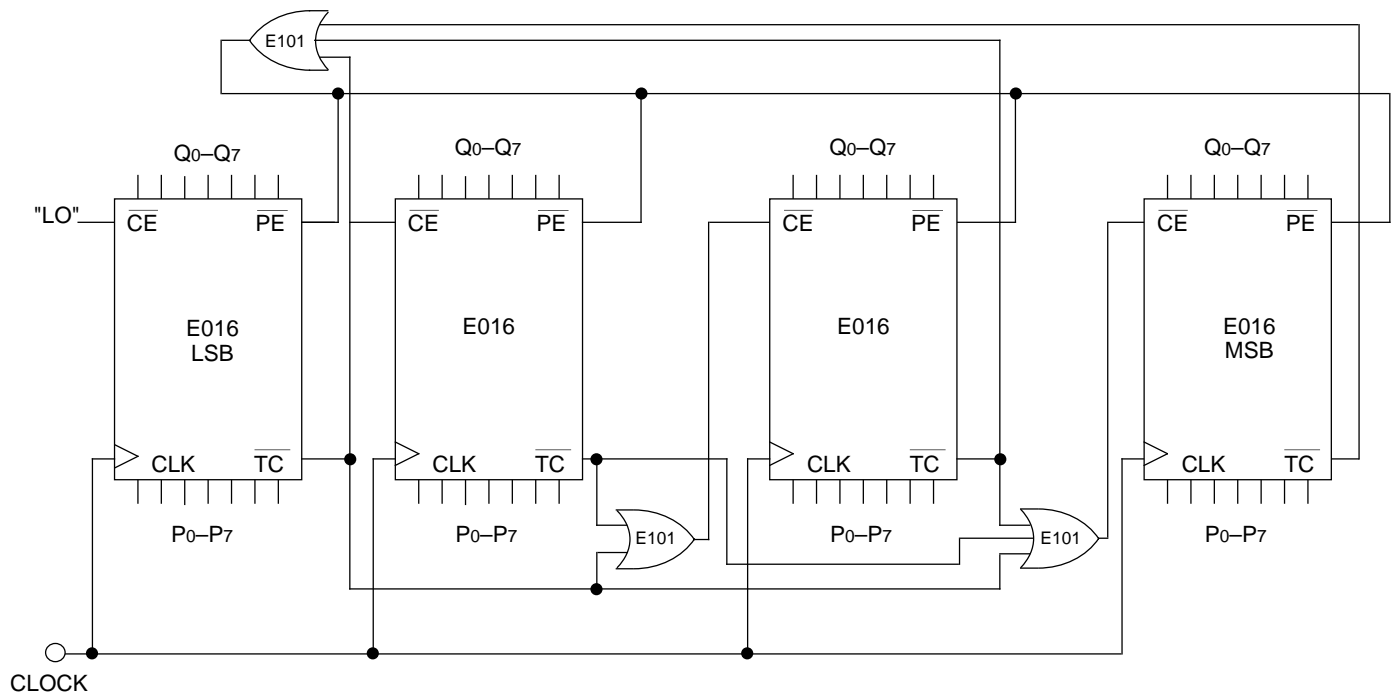 E101
Q0–Q7
Q0–Q7
Q0–Q7
Q0–Q7
"LO"
CE PE
CE PE
CE PE
CE PE
E016
LSB
E016
E016
E016
MSB
CLK TC
CLK TC
CLK TC
CLK TC
P0–P7
P0–P7
P0–P7
P0–P7
E101
E101
CLOCK